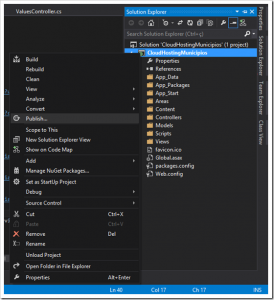 ValuesController.cs
Solution Explorer
Search Solution Explorer (Ctrl+ç)
Solution 'CloudHostingMunicipios' (1 project)
CloudHostingMunicipios
Properties
References
App_Data
App_Packages
App_Start
Areas
Content
Controllers
Models
Scripts
Views
favicon.ico
Global.asax
packages.config
Web.config
Build
Rebuild
Clean
View
Analyze
Convert
Publish...
Scope to This
New Solution Explorer View
Show on Code Map
Add
Manage NuGet Packages...
Set as StartUp Project
Debug
Source Control
Cut Ctrl+X
Paste Ctrl+V
Remove Del
Rename
Unload Project
Open Folder in File Explorer
Properties Alt+Enter
Properties
Solution Explorer
Team Explorer
Class View
Ln 40 Col 17 Ch 17 INS